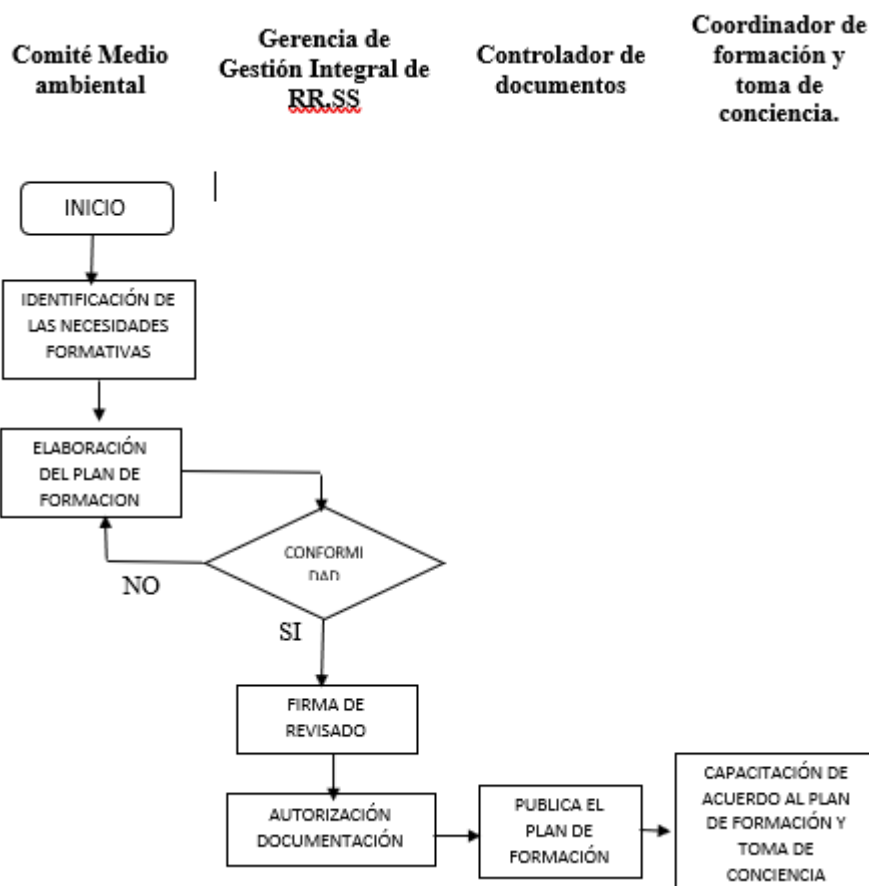 Comité Medio
ambiental
Gerencia de
Gestión Integral de
RR.SS
Controlador de
documentos
Coordinador de
formación y
toma de
conciencia.
INICIO
IDENTIFICACIÓN DE
LAS NECESIDADES
FORMATIVAS
ELABORACIÓN
DEL PLAN DE
FORMACION
CONFORMI
DAD
NO
SI
FIRMA DE
REVISADO
AUTORIZACIÓN
DOCUMENTACIÓN
PUBLICA EL
PLAN DE
FORMACIÓN
CAPACITACIÓN DE
ACUERDO AL PLAN
DE FORMACIÓN Y
TOMA DE
CONCIENCIA